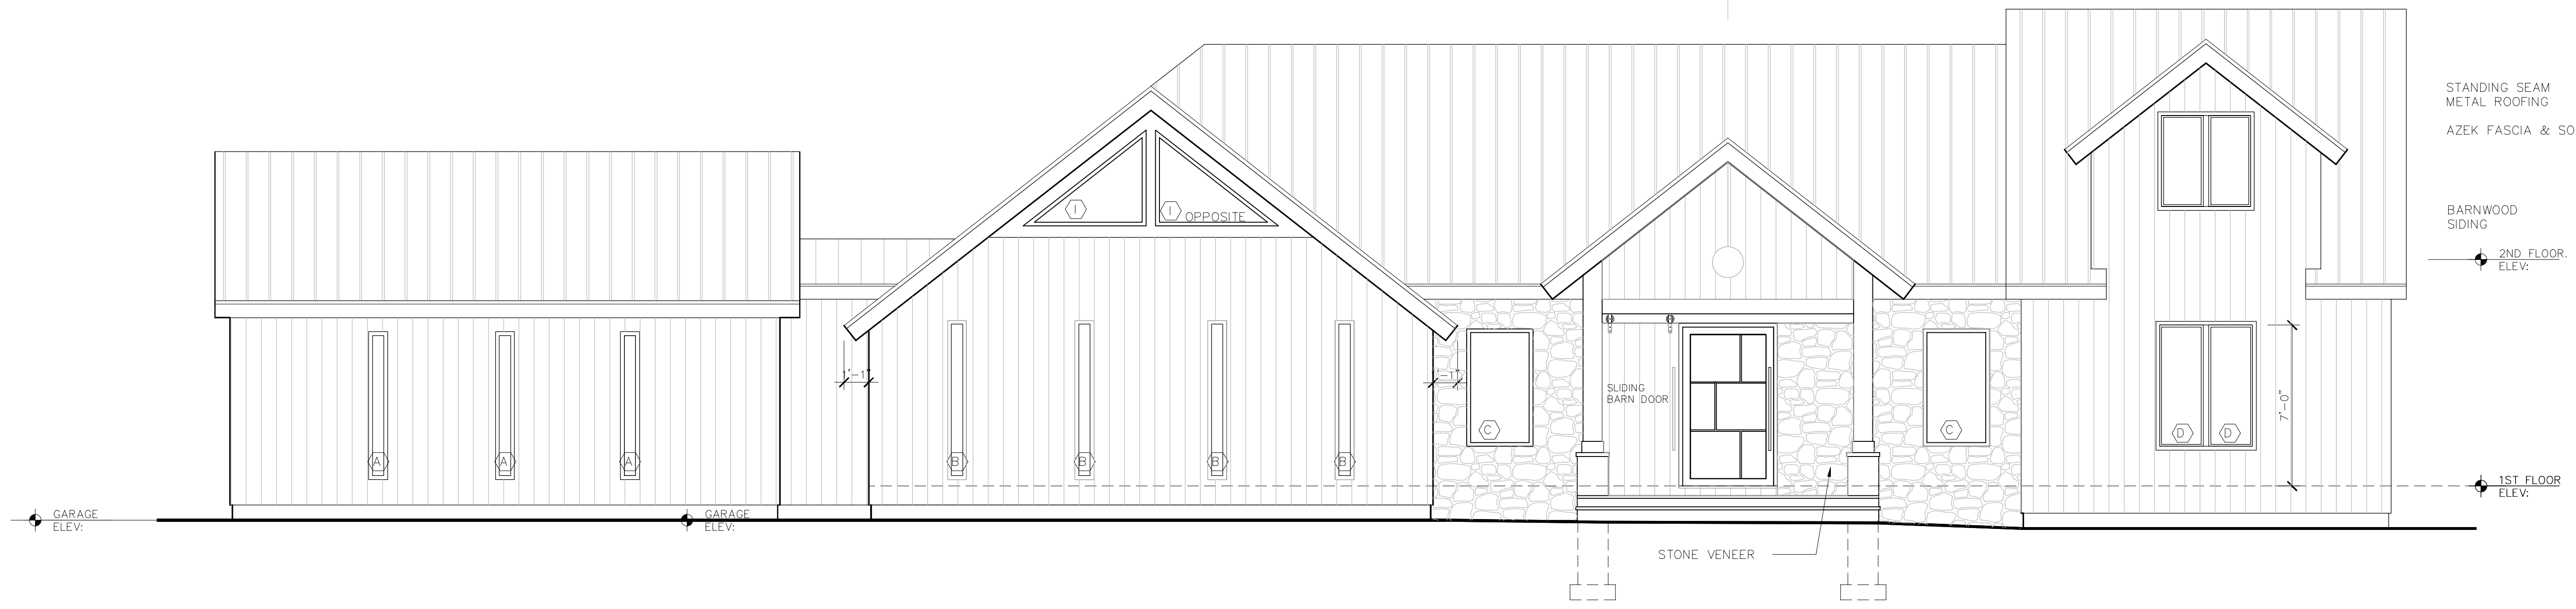 STANDING SEAM
METAL ROOFING
AZEK FASCIA & SO
BARNWOOD
SIDING
2ND FLOOR.
ELEV:
I
I
OPPOSITE
1'-1"
'-1"
SLIDING
BARN DOOR
7'-0"
C
C
D
D
A
A
A
B
B
B
B
1ST FLOOR
ELEV:
GARAGE
ELEV:
GARAGE
ELEV:
STONE VENEER